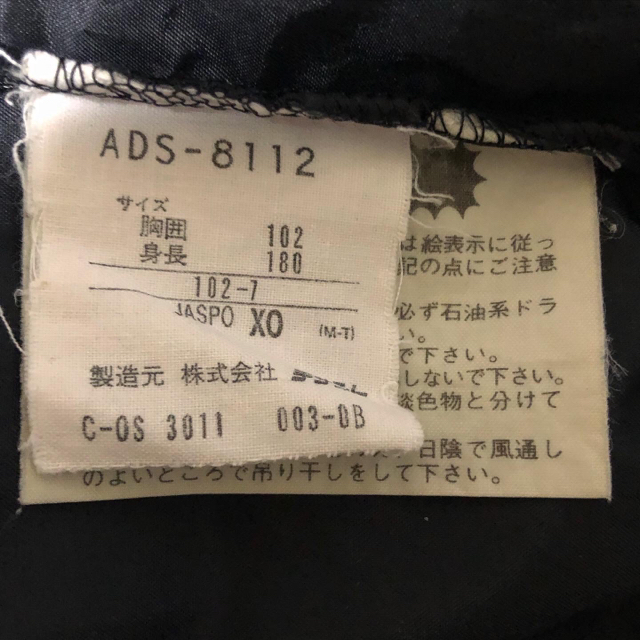 ADS-8112
サイズ
胸囲 102
身長 180
102-7
JASPO XO (M-T)
製造元 株式会社
C-OS 3011 003-0B
は絵表示に従っ
記の点にご注意
必ず石油系ドラ
い。
で下さい。
しないで下さい。
淡色物と分けて
日陰で風通し
のよいところで吊り干しをして下さい。